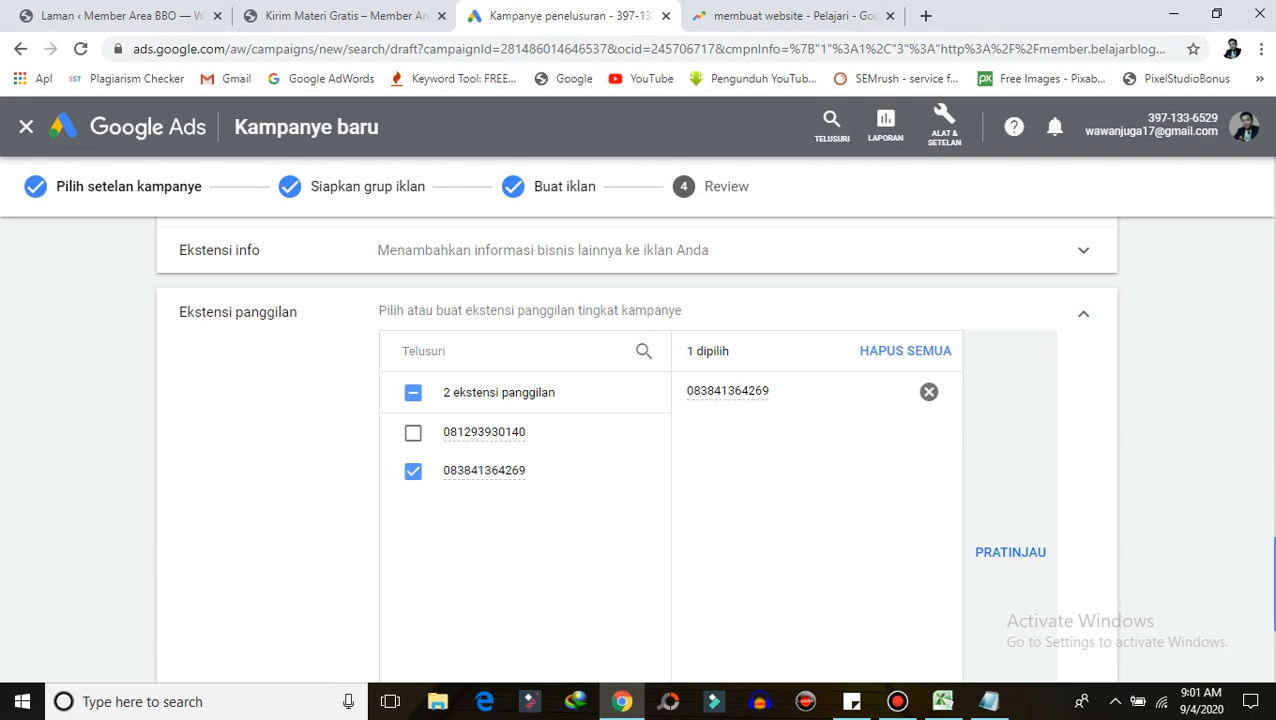 Laman ‹ Member Area BBO — W
Kirim Materi Gratis – Member Are
Kampanye penelusuran - 397-13
membuat website - Pelajari - Goo
ads.google.com/aw/campaigns/new/search/draft?campaignId=281486014646537&ocid=245706717&cmpnInfo=%7B"1"%3A1%2C"3"%3A"http%3A%2F%2Fmember.belajarblog...
Apl
SST Plagiarism Checker
Gmail
Google AdWords
Keyword Tool: FREE...
Google
YouTube
Pengunduh YouTub...
SEMrush - service f...
px Free Images - Pixab...
PixelStudioBonus
»
Google Ads
Kampanye baru
TELUSURI
LAPORAN
ALAT &
SETELAN
397-133-6529
wawanjuga17@gmail.com
Pilih setelan kampanye
Siapkan grup iklan
Buat iklan
4 Review
Ekstensi info
Menambahkan informasi bisnis lainnya ke iklan Anda
Ekstensi panggilan
Pilih atau buat ekstensi panggilan tingkat kampanye
Telusuri
1 dipilih
HAPUS SEMUA
2 ekstensi panggilan
083841364269
081293930140
083841364269
PRATINJAU
Activate Windows
Go to Settings to activate Windows.
Type here to search
9:01 AM
9/4/2020